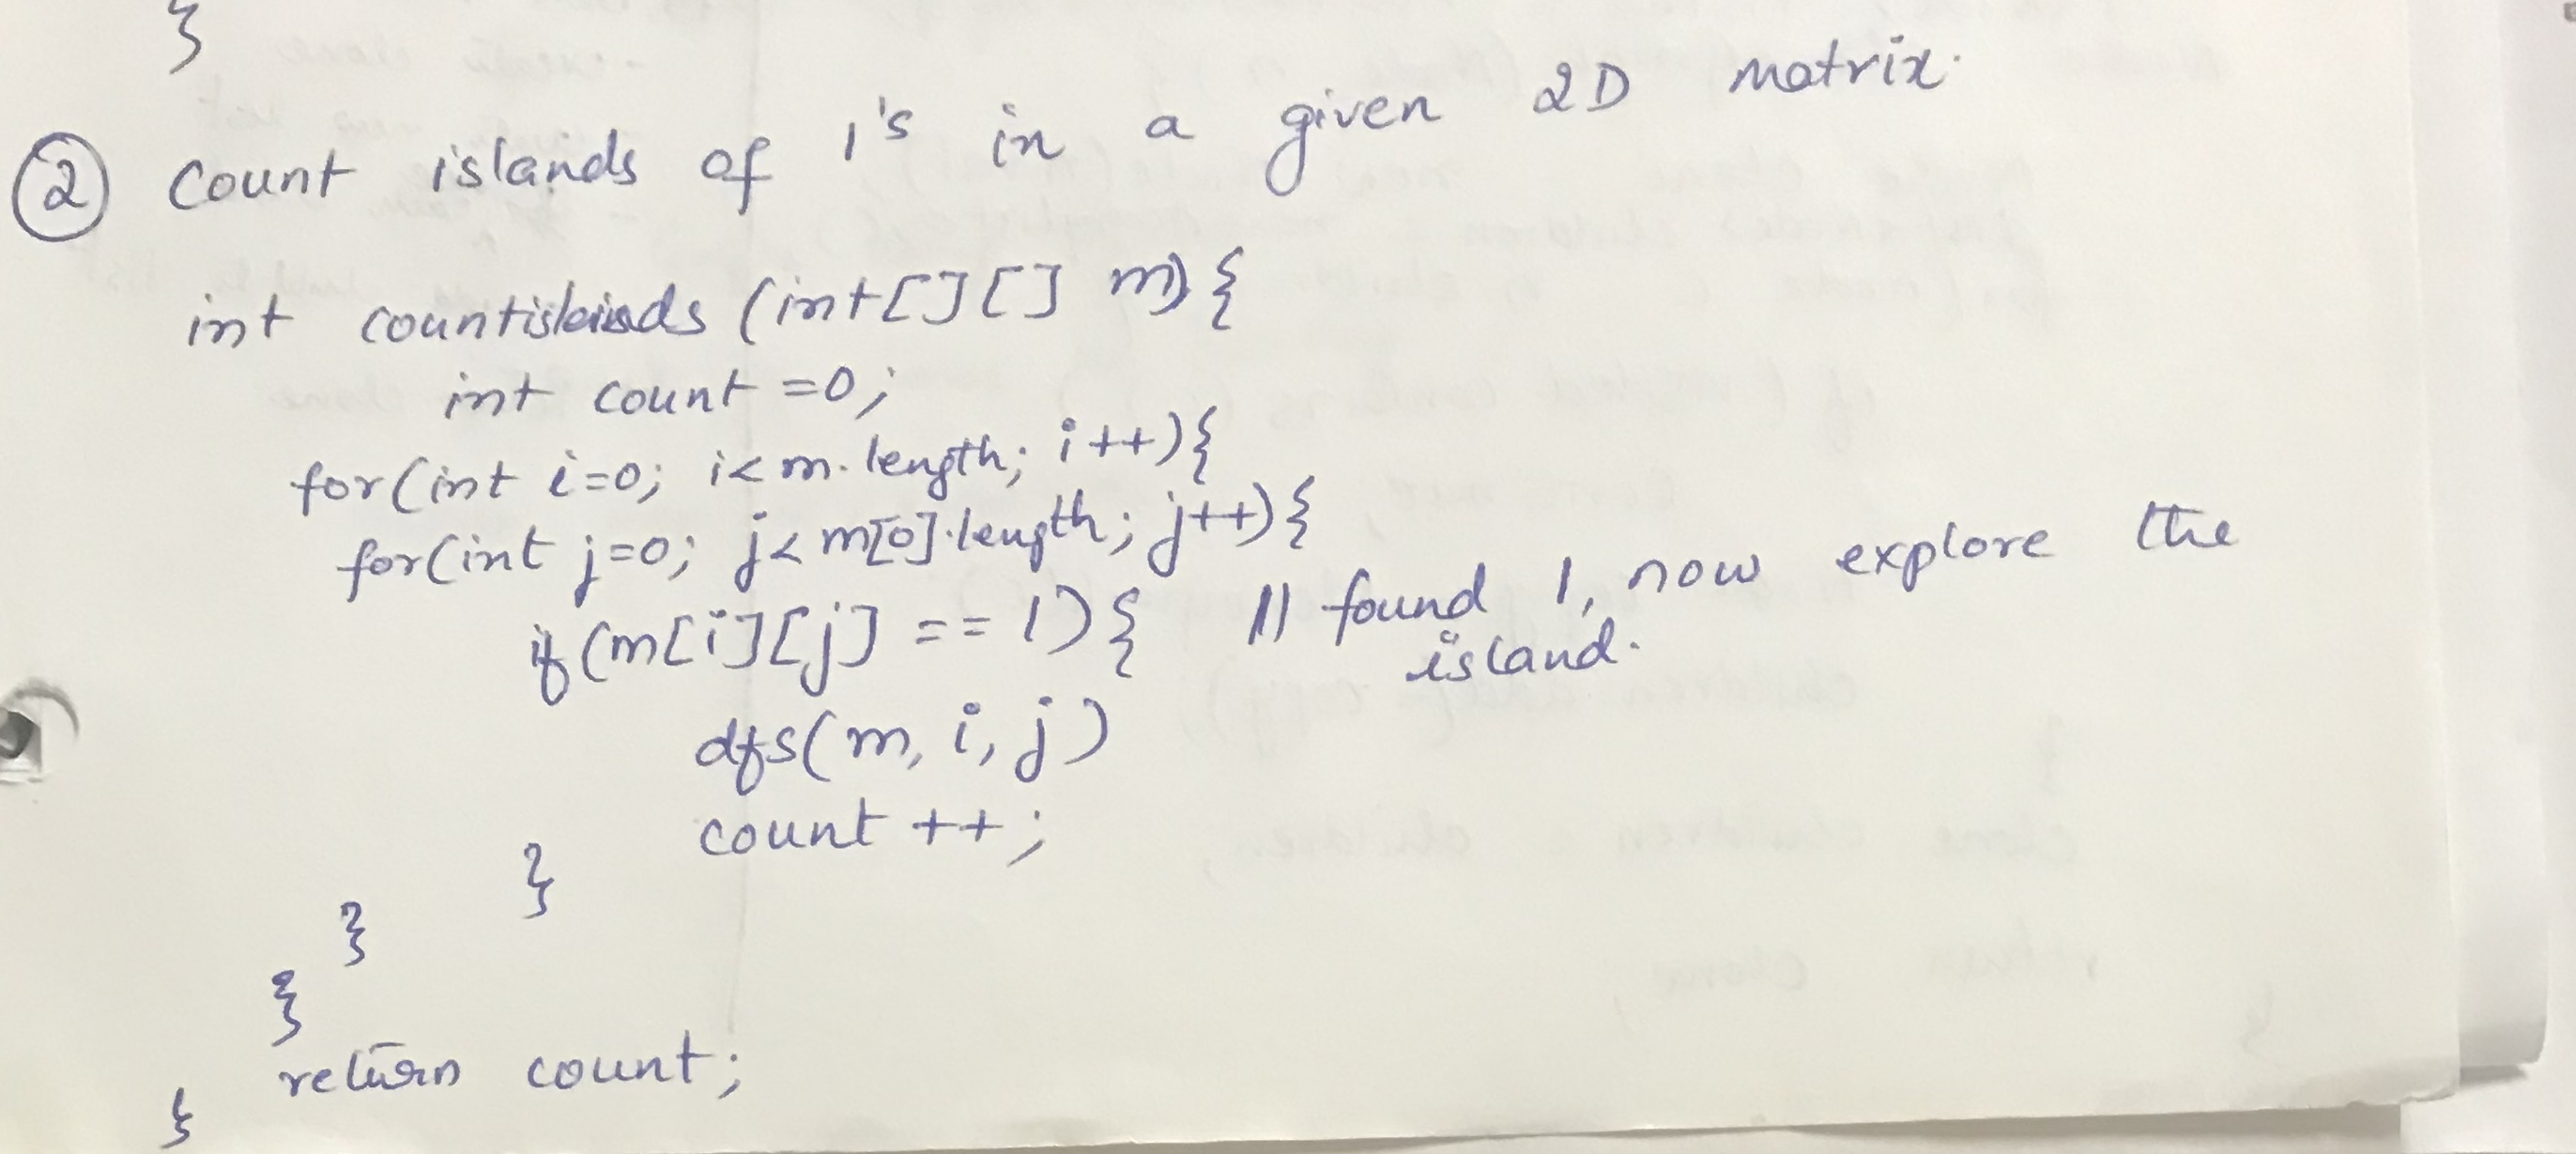 }
② Count islands of 1's in a given 2D matrix.
int countislands (int[][] m) {
int count =0;
for(int i=0; i<m.length; i++){
for(int j=0; j<m[0].length; j++){
if(m[i][j] == 1){ // found 1, now explore the
island.
dfs(m, i, j)
count ++;
}
}
}
return count;
}